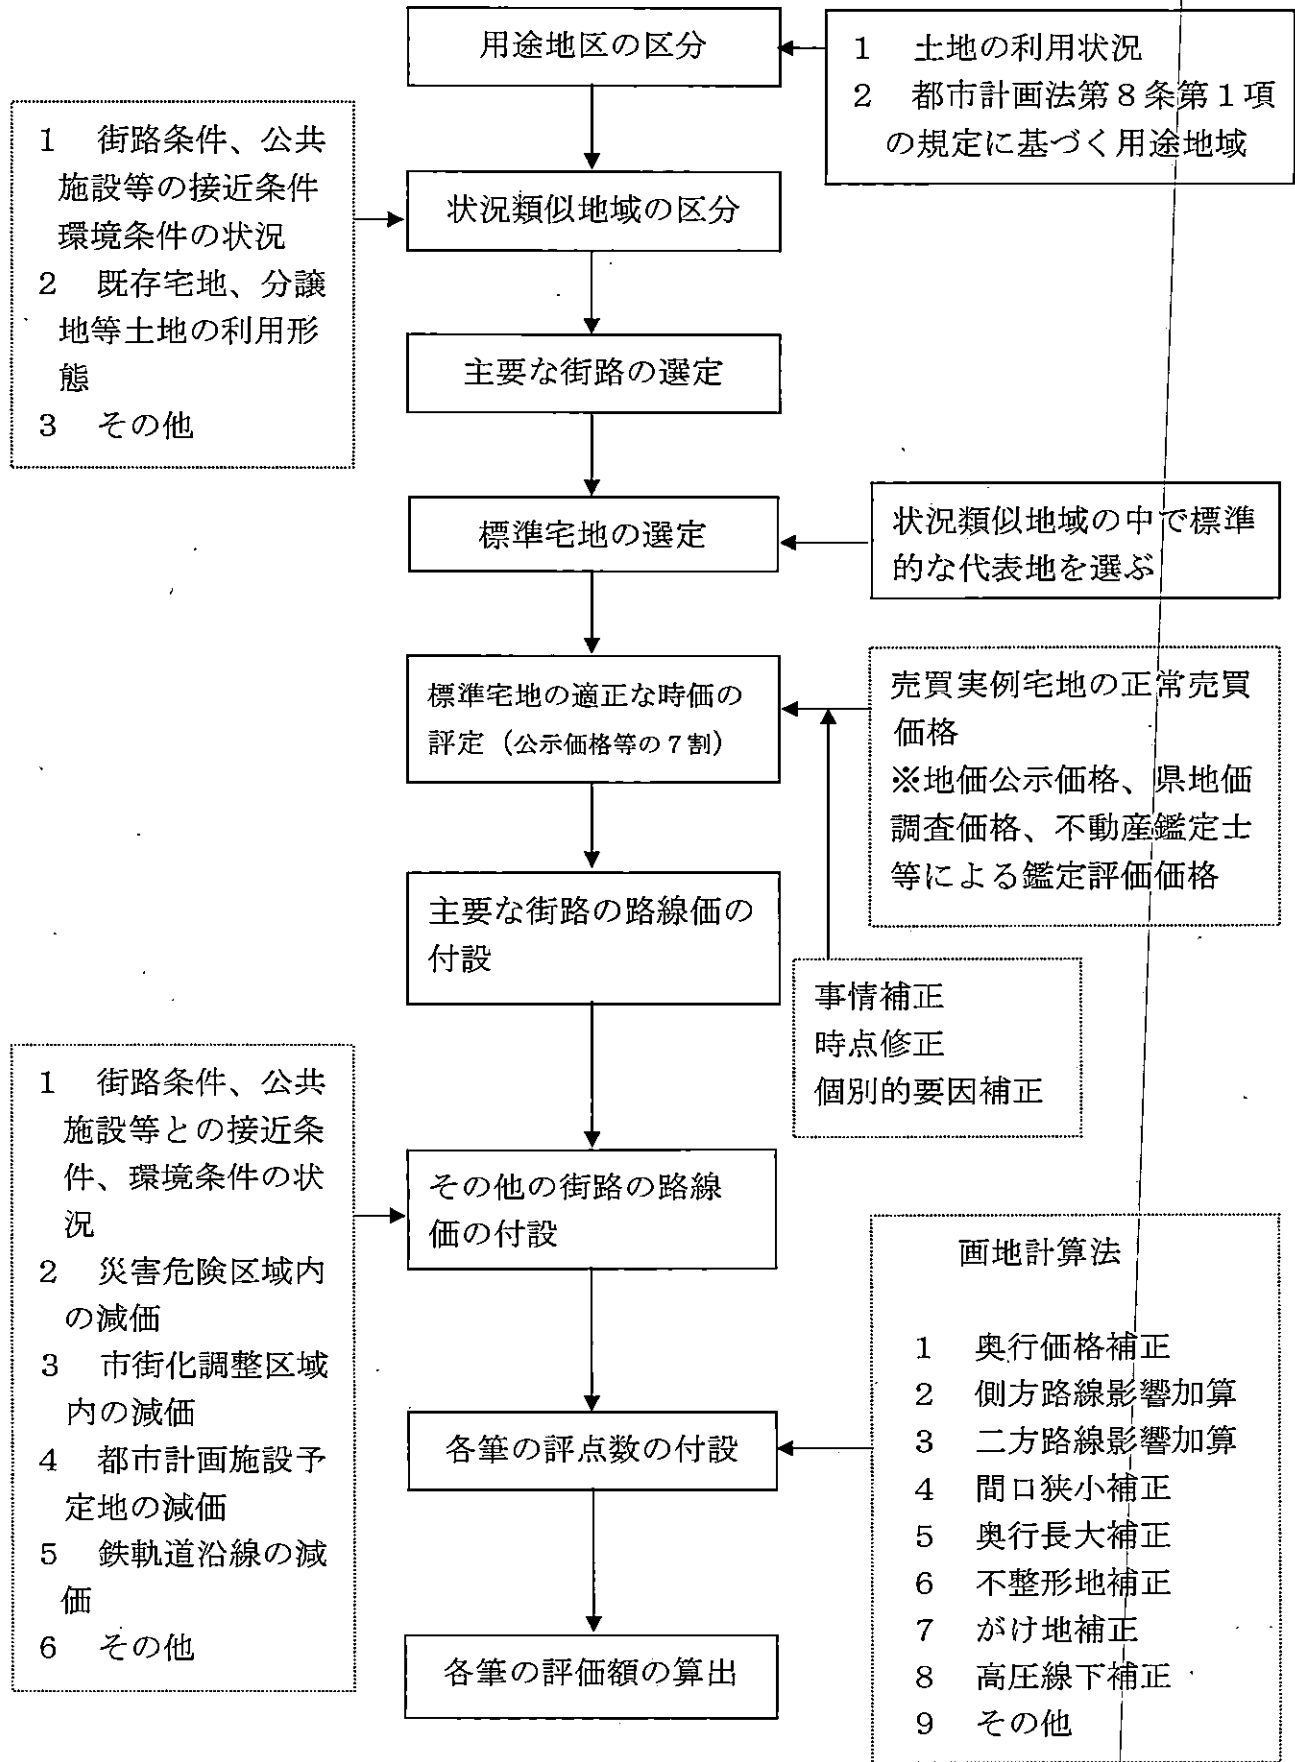 用途地区の区分
1　土地の利用状況
2　都市計画法第8条第1項
の規定に基づく用途地域
1　街路条件、公共
施設等の接近条件
環境条件の状況
2　既存宅地、分譲
地等土地の利用形
態
3　その他
状況類似地域の区分
主要な街路の選定
標準宅地の選定
状況類似地域の中で標準
的な代表地を選ぶ
標準宅地の適正な時価の
評定（公示価格等の7割）
売買実例宅地の正常売買
価格
※地価公示価格、県地価
調査価格、不動産鑑定士
等による鑑定評価価格
主要な街路の路線価の
付設
事情補正
時点修正
個別的要因補正
1　街路条件、公共
施設等との接近条
件、環境条件の状
況
2　災害危険区域内
の減価
3　市街化調整区域
内の減価
4　都市計画施設予
定地の減価
5　鉄軌道沿線の減
価
6　その他
その他の街路の路線
価の付設
画地計算法
1　奥行価格補正
2　側方路線影響加算
3　二方路線影響加算
4　間口狭小補正
5　奥行長大補正
6　不整形地補正
7　がけ地補正
8　高圧線下補正
9　その他
各筆の評点数の付設
各筆の評価額の算出